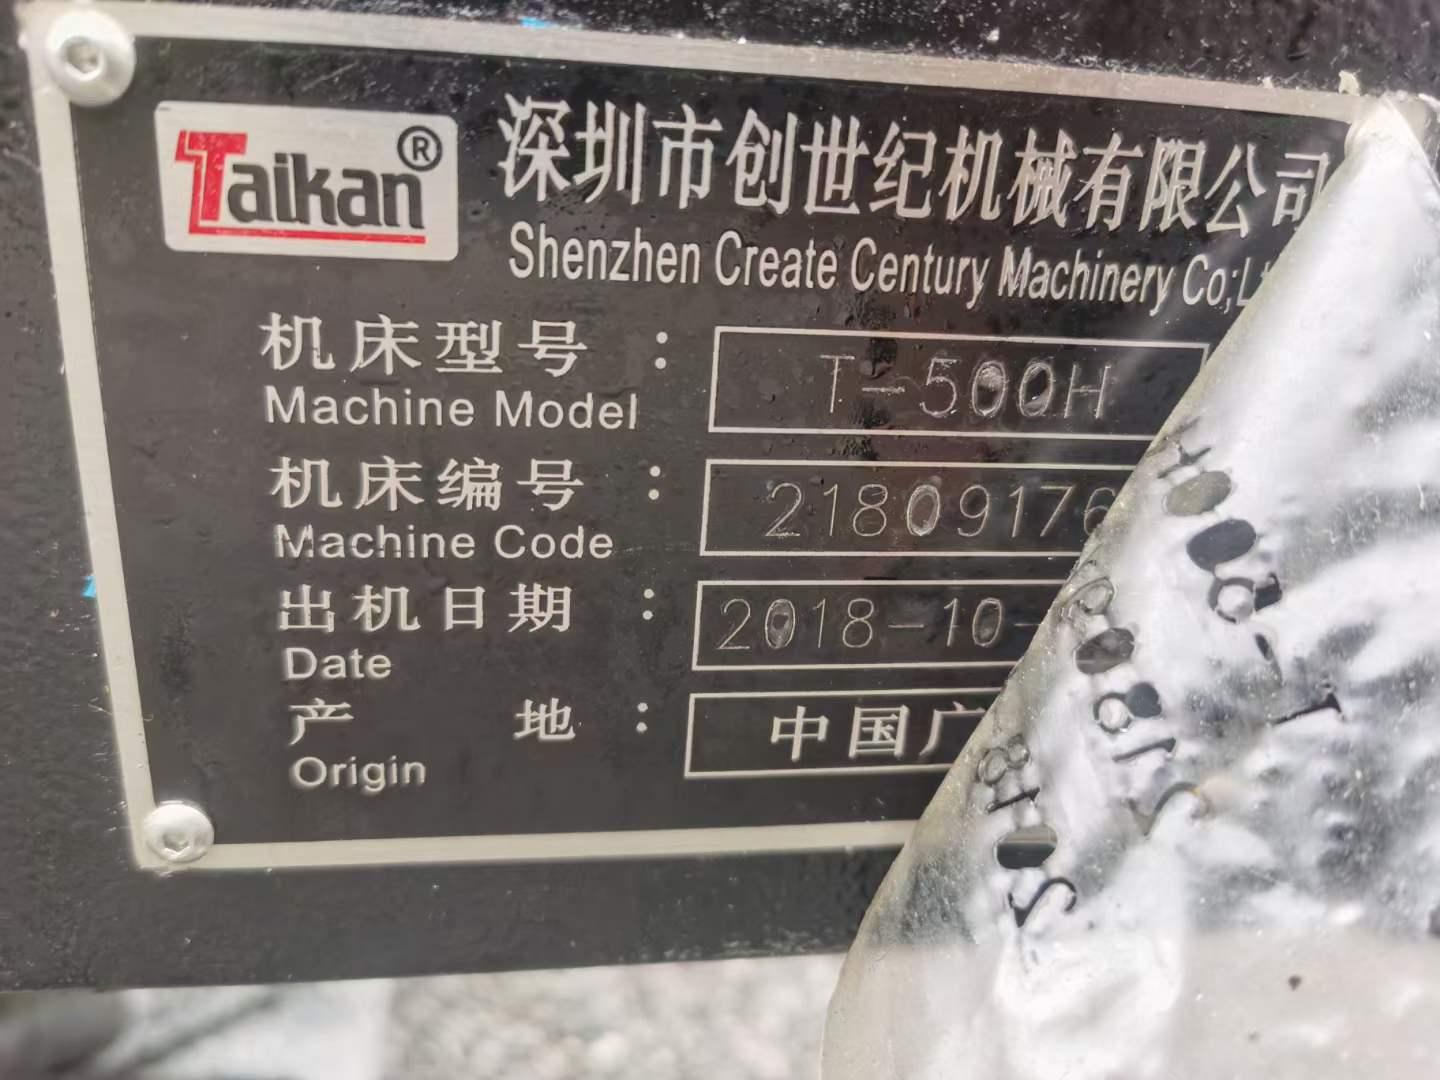 Taikan®
深圳市创世纪机械有限公司
Shenzhen Create Century Machinery Co;Lt
机床型号： T-500H
Machine Model
机床编号： 21809176
Machine Code
出机日期： 2018-10-
Date
产 地： 中国广
Origin